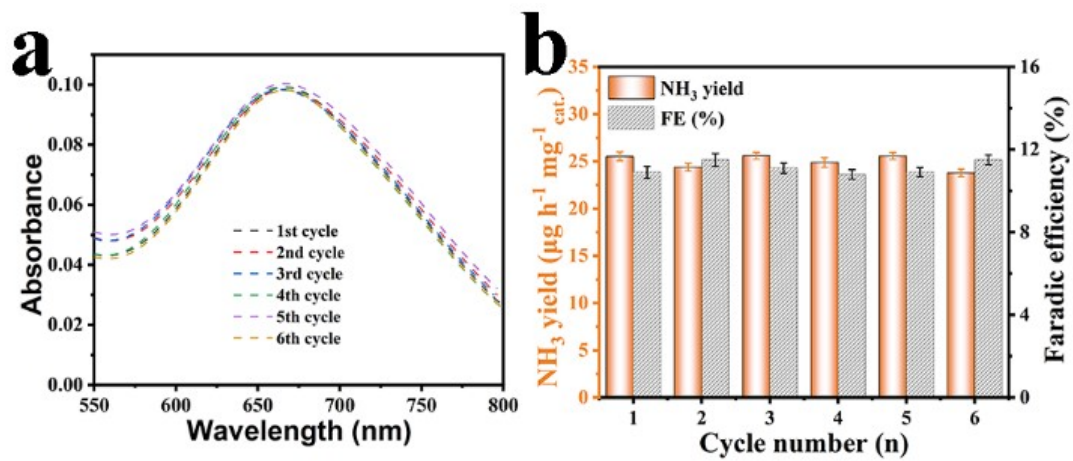 a
0.10
0.08
0.06
0.04
0.02
0.00
Absorbance
1st cycle
2nd cycle
3rd cycle
4th cycle
5th cycle
6th cycle
550 600 650 700 750 800
Wavelength (nm)
b
35
30
25
20
15
10
5
0
NH₃ yield (μg h⁻¹ mg⁻¹cat.)
NH₃ yield
FE (%)
16
12
8
4
0
Faradic efficiency (%)
1 2 3 4 5 6
Cycle number (n)